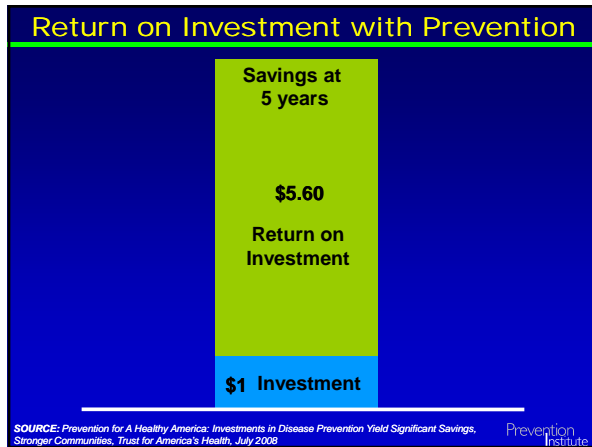 Return on Investment with Prevention
Savings at
5 years
$5.60
Return on
Investment
$1 Investment
SOURCE: Prevention for A Healthy America: Investments in Disease Prevention Yield Significant Savings,
Stronger Communities, Trust for America's Health, July 2008
Prevention
Institute